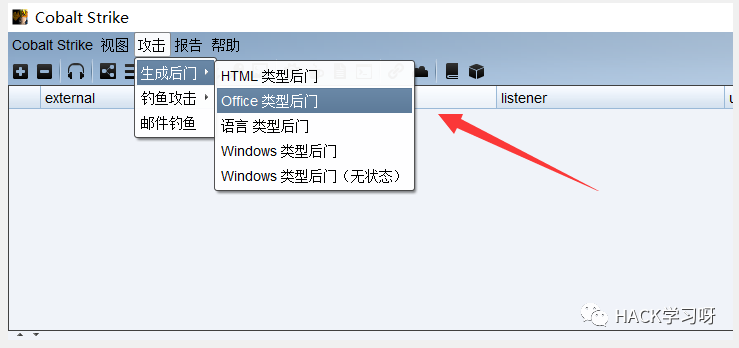 Cobalt Strike
Cobalt Strike 视图 攻击 报告 帮助
生成后门
钓鱼攻击
邮件钓鱼
HTML 类型后门
Office 类型后门
语言 类型后门
Windows 类型后门
Windows 类型后门（无状态）
external
listener
u
HACK学习呀